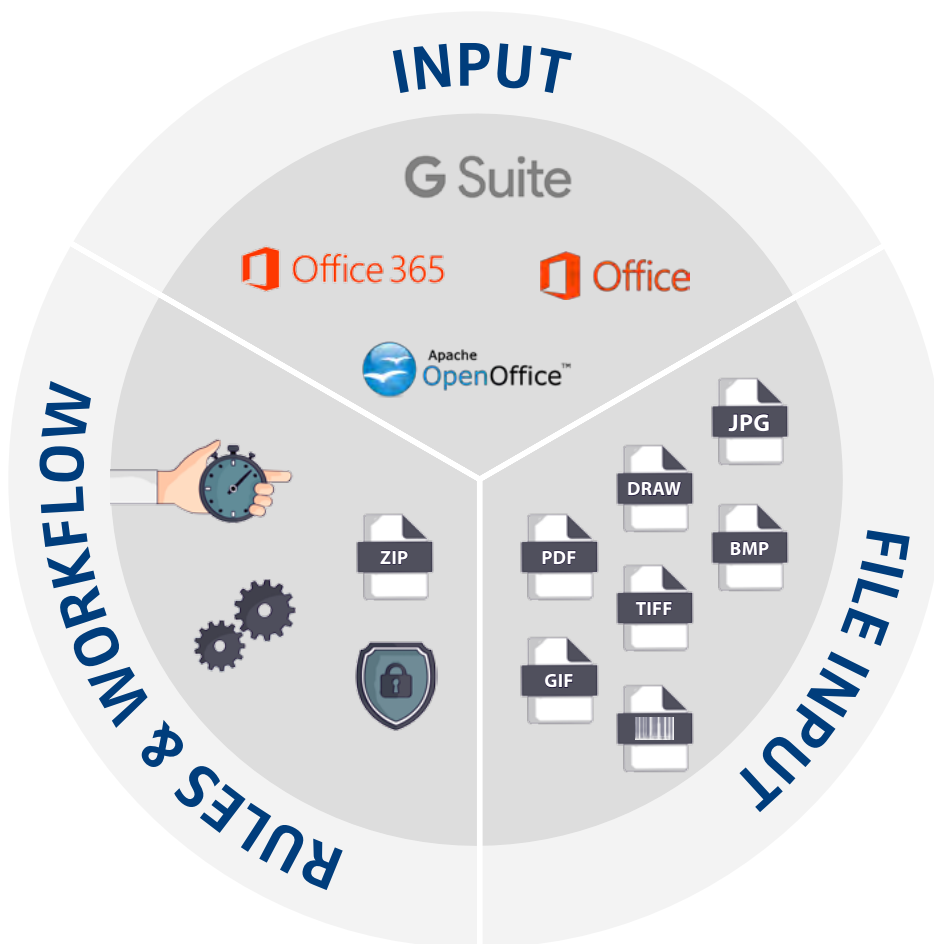 INPUT
G Suite
Office 365
Office
Apache
OpenOffice™
JPG
DRAW
BMP
PDF
TIFF
GIF
FILE INPUT
ZIP
RULES & WORKFLOW